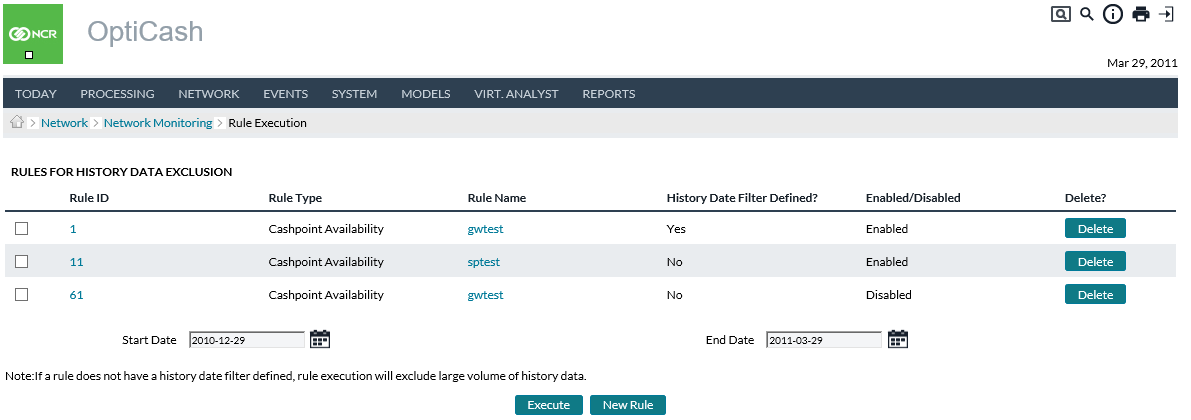 NCR
OptiCash
Mar 29, 2011
TODAY PROCESSING NETWORK EVENTS SYSTEM MODELS VIRT. ANALYST REPORTS
Network Network Monitoring Rule Execution
RULES FOR HISTORY DATA EXCLUSION
Rule ID Rule Type Rule Name History Date Filter Defined? Enabled/Disabled Delete?
1 Cashpoint Availability gwtest Yes Enabled Delete
11 Cashpoint Availability sptest No Enabled Delete
61 Cashpoint Availability gwtest No Disabled Delete
Start Date 2010-12-29 End Date 2011-03-29
Note:If a rule does not have a history date filter defined, rule execution will exclude large volume of history data.
Execute New Rule